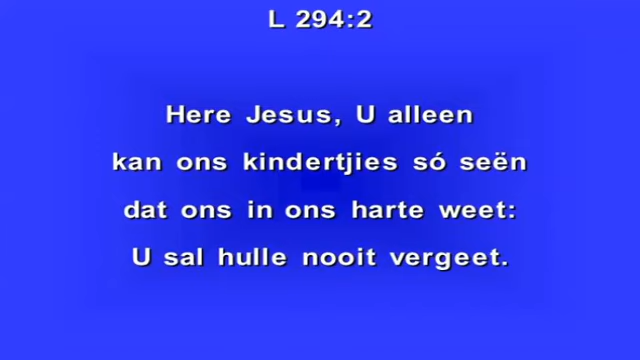 L 294:2
Here Jesus, U alleen
kan ons kindertjies só seën
dat ons in ons harte weet:
U sal hulle nooit vergeet.